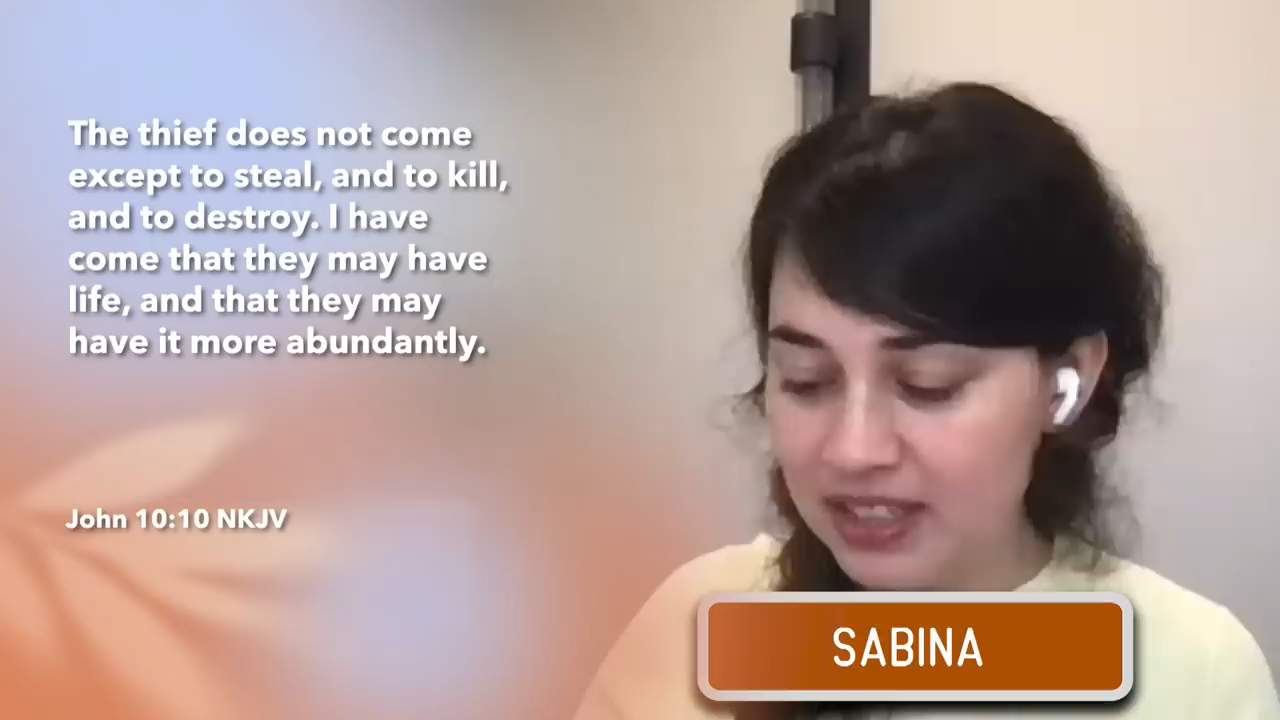 The thief does not come
except to steal, and to kill,
and to destroy. I have
come that they may have
life, and that they may
have it more abundantly.
John 10:10 NKJV
SABINA